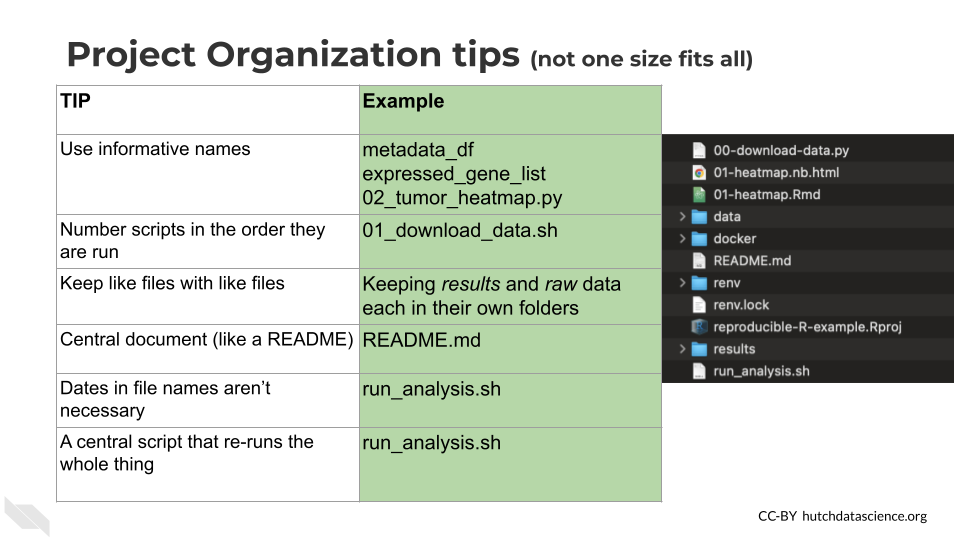 Project Organization tips (not one size fits all)
TIP
Example
Use informative names
metadata_df
expressed_gene_list
02_tumor_heatmap.py
Number scripts in the order they
are run
01_download_data.sh
Keep like files with like files
Keeping results and raw data
each in their own folders
Central document (like a README)
README.md
Dates in file names aren’t
necessary
run_analysis.sh
A central script that re-runs the
whole thing
run_analysis.sh
00-download-data.py
01-heatmap.nb.html
01-heatmap.Rmd
data
docker
README.md
renv
renv.lock
reproducible-R-example.Rproj
results
run_analysis.sh
CC-BY hutchdatascience.org